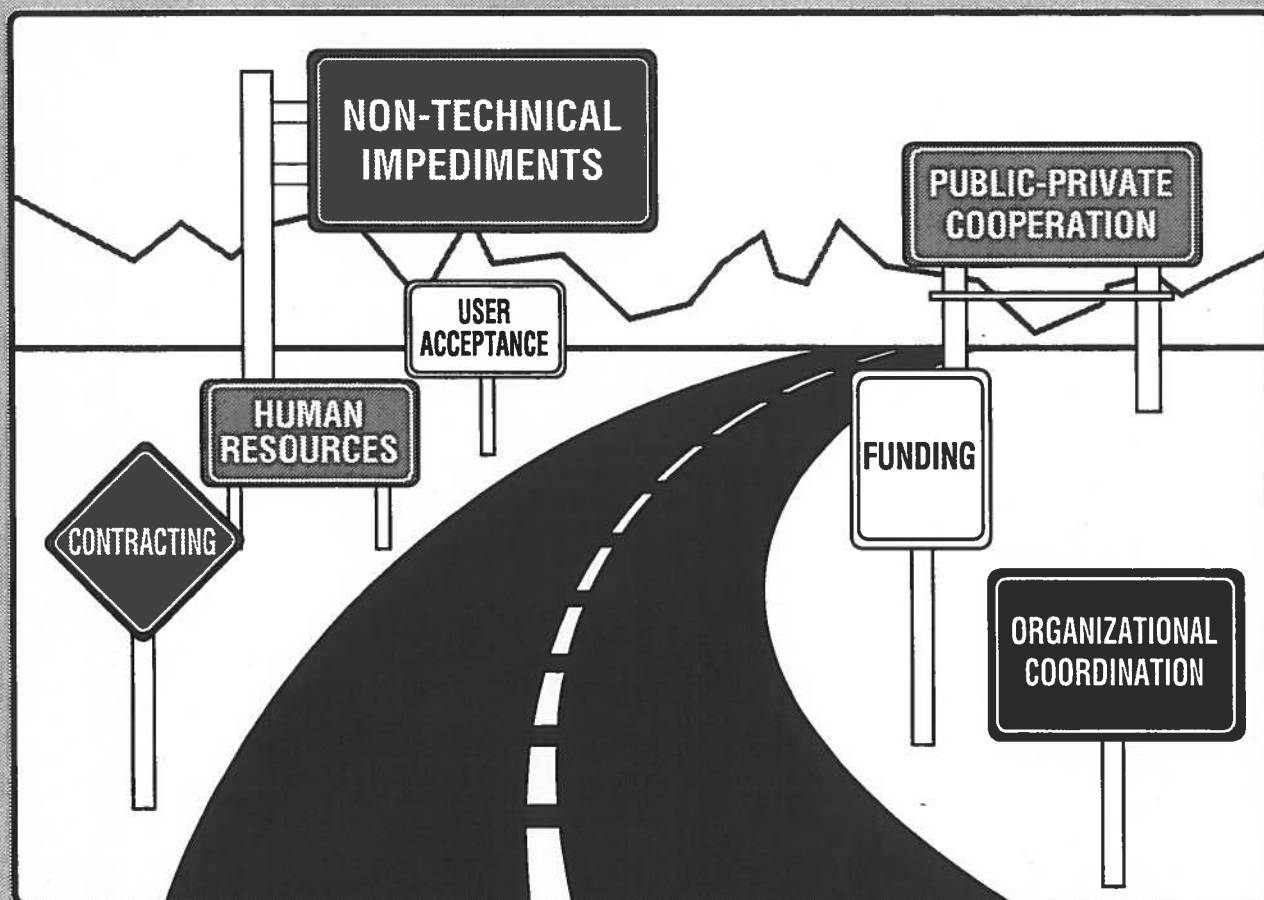 NON-TECHNICAL
IMPEDIMENTS
PUBLIC-PRIVATE
COOPERATION
USER
ACCEPTANCE
HUMAN
RESOURCES
FUNDING
CONTRACTING
ORGANIZATIONAL
COORDINATION